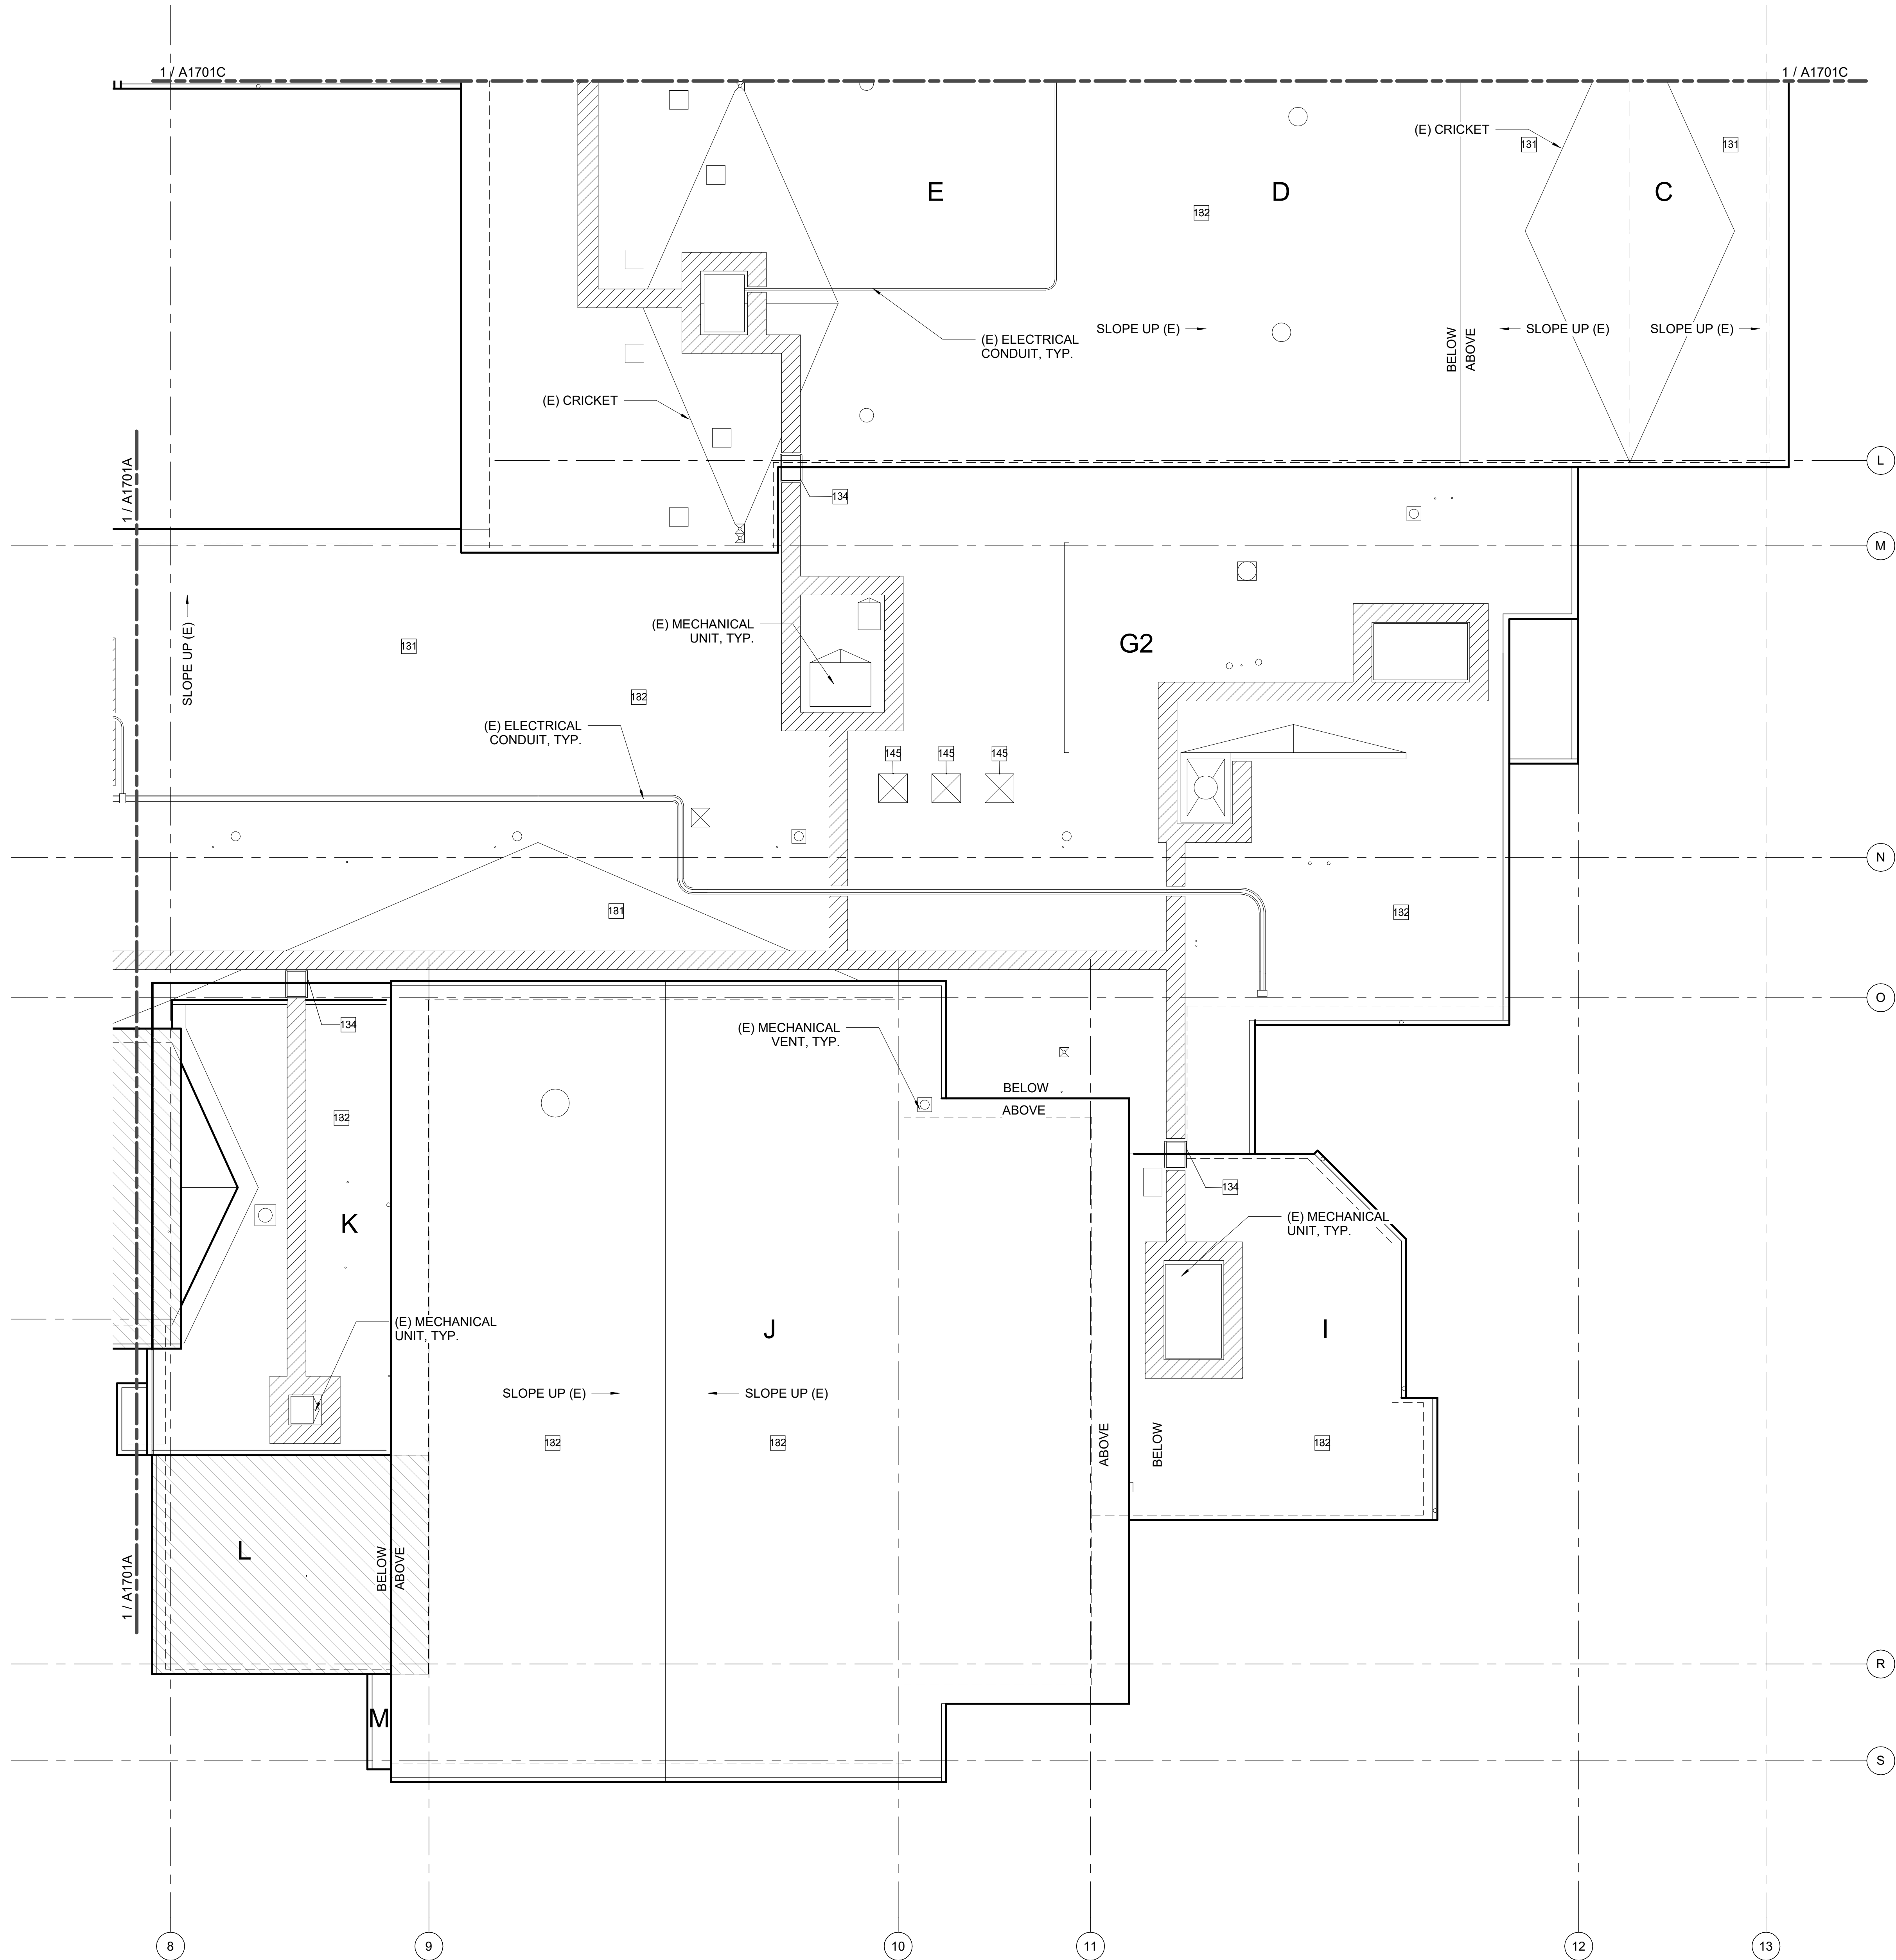 1 / A1701C
1 / A1701C
(E) CRICKET
131
131
E
D
C
132
SLOPE UP (E)
SLOPE UP (E)
SLOPE UP (E)
(E) ELECTRICAL
CONDUIT, TYP.
BELOW
ABOVE
(E) CRICKET
L
1 / A1701A
134
M
SLOPE UP (E)
(E) MECHANICAL
UNIT, TYP.
131
G2
132
(E) ELECTRICAL
CONDUIT, TYP.
145
145
145
N
131
132
O
134
(E) MECHANICAL
VENT, TYP.
BELOW
ABOVE
132
134
K
(E) MECHANICAL
UNIT, TYP.
(E) MECHANICAL
UNIT, TYP.
J
I
SLOPE UP (E)
SLOPE UP (E)
ABOVE
BELOW
132
132
132
L
BELOW
ABOVE
1 / A1701A
R
M
S
8
9
10
11
12
13